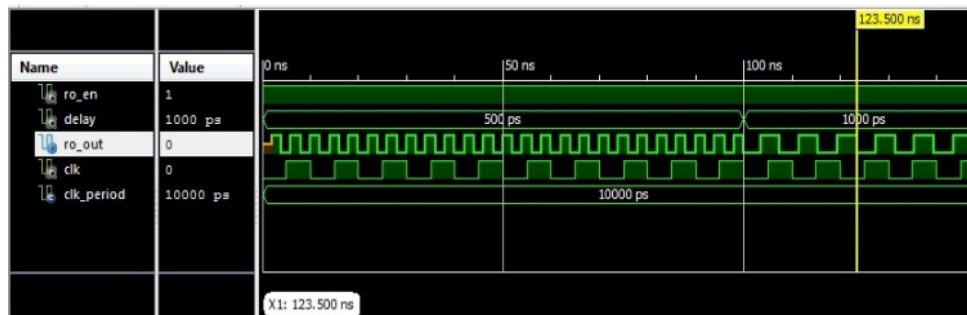 123.500 ns
Name Value 0 ns 50 ns 100 ns
ro_en 1
delay 1000 ps 500 ps 1000 ps
ro_out 0
clk 0
clk_period 10000 ps 10000 ps
X1: 123.500 ns